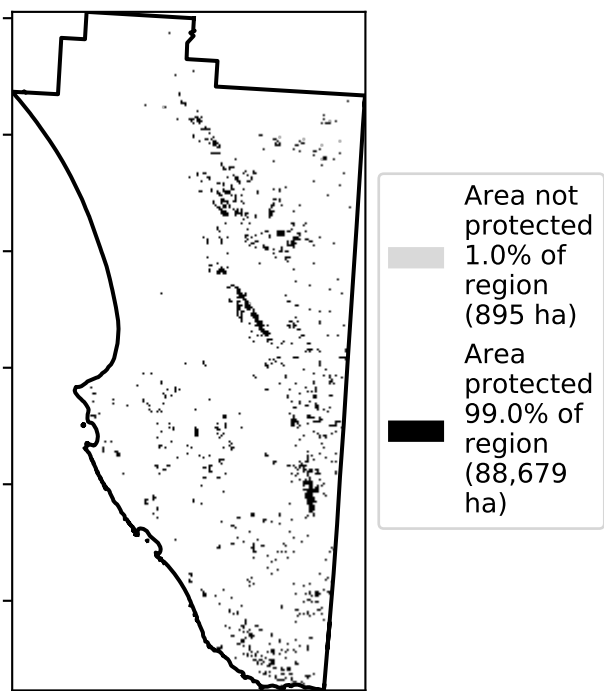 Area not
protected
1.0% of
region
(895 ha)
Area
protected
99.0% of
region
(88,679
ha)